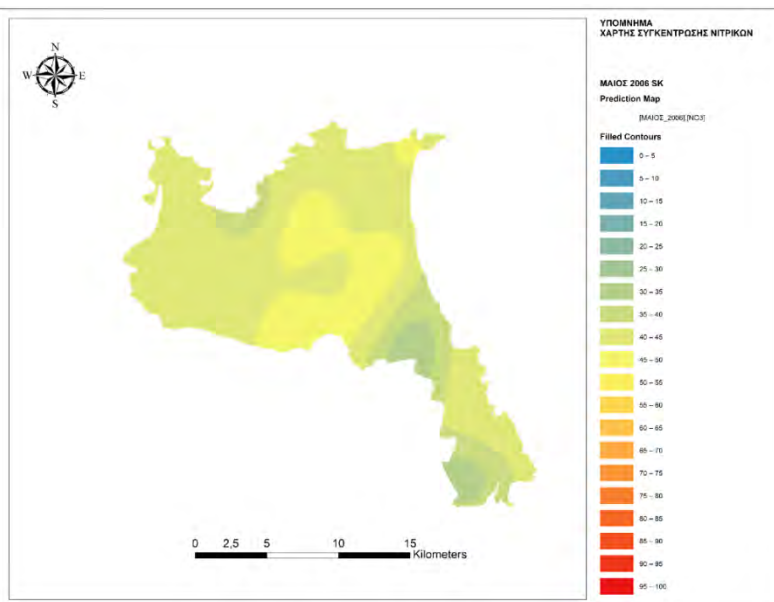 ΥΠΟΜΝΗΜΑ
ΧΑΡΤΗΣ ΣΥΓΚΕΝΤΡΩΣΗΣ ΝΙΤΡΙΚΩΝ
ΜΑΙΟΣ 2006 SK
Prediction Map
[ΜΑΙΟΣ_2006].[NO3]
Filled Contours
0 – 5
5 – 10
10 – 15
15 – 20
20 – 25
25 – 30
30 – 35
35 – 40
40 – 45
45 – 50
50 – 55
55 – 60
60 – 65
65 – 70
70 – 75
75 – 80
80 – 85
85 – 90
90 – 95
95 – 100
N
W E
S
0 2,5 5 10 15
Kilometers